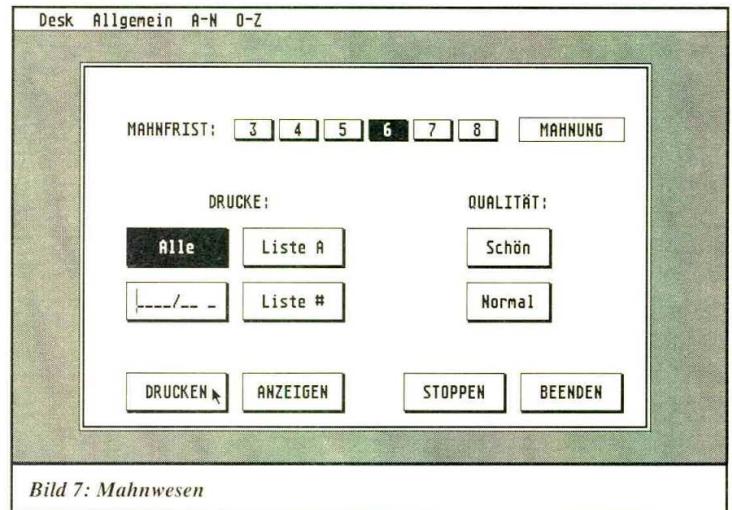 Desk Allgemein A-N O-Z
MAHNFRIST: 3 4 5 6 7 8 MAHNUNG
DRUCKE: QUALITÄT:
Alle Liste A Schön
____/__ _ Liste # Normal
DRUCKEN ANZEIGEN STOPPEN BEENDEN
Bild 7: Mahnwesen